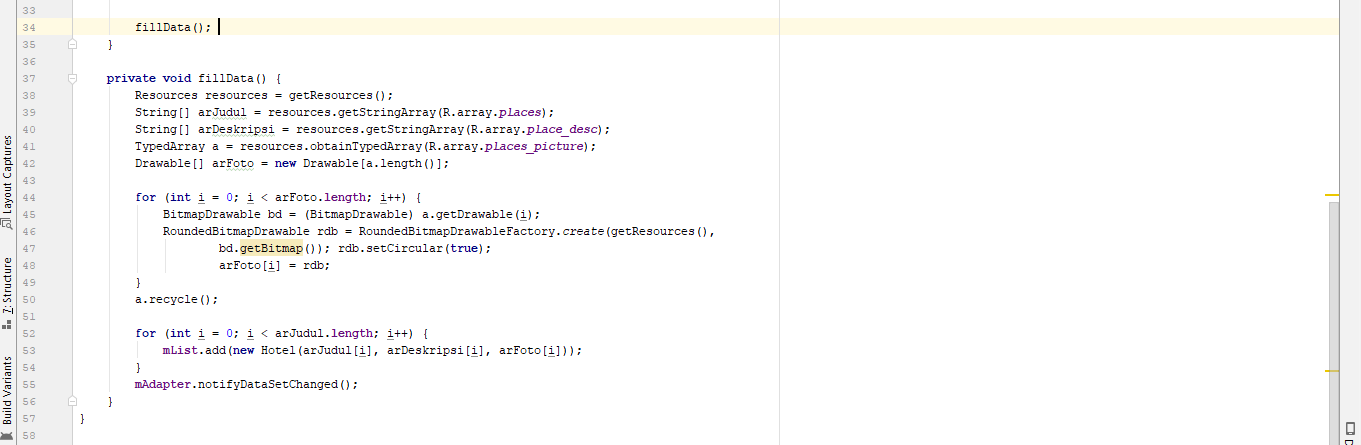 33
34 fillData();
35 }
36
37 private void fillData() {
38 Resources resources = getResources();
39 String[] arJudul = resources.getStringArray(R.array.places);
40 String[] arDeskripsi = resources.getStringArray(R.array.place_desc);
41 TypedArray a = resources.obtainTypedArray(R.array.places_picture);
42 Drawable[] arFoto = new Drawable[a.length()];
43
44 for (int i = 0; i < arFoto.length; i++) {
45 BitmapDrawable bd = (BitmapDrawable) a.getDrawable(i);
46 RoundedBitmapDrawable rdb = RoundedBitmapDrawableFactory.create(getResources(),
47 bd.getBitmap()); rdb.setCircular(true);
48 arFoto[i] = rdb;
49 }
50 a.recycle();
51
52 for (int i = 0; i < arJudul.length; i++) {
53 mList.add(new Hotel(arJudul[i], arDeskripsi[i], arFoto[i]));
54 }
55 mAdapter.notifyDataSetChanged();
56 }
57 }
58
Layout Captures
7: Structure
Build Variants